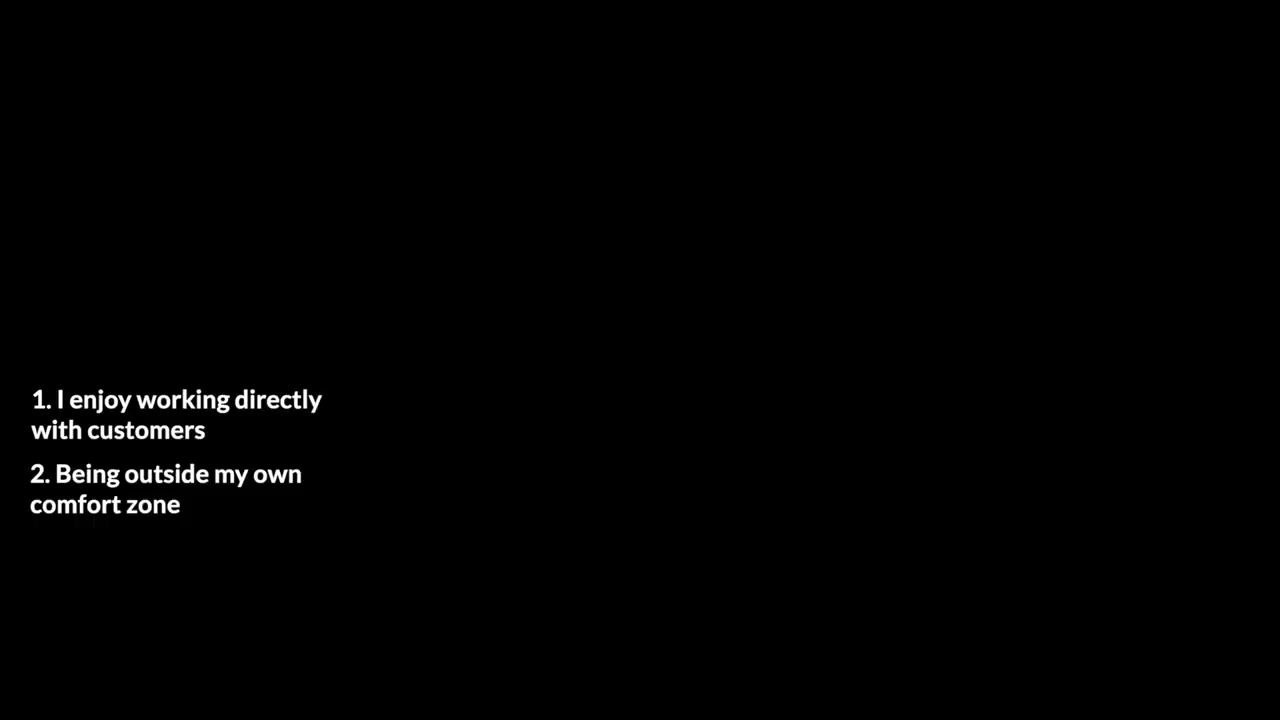 1. I enjoy working directly
with customers
2. Being outside my own
comfort zone